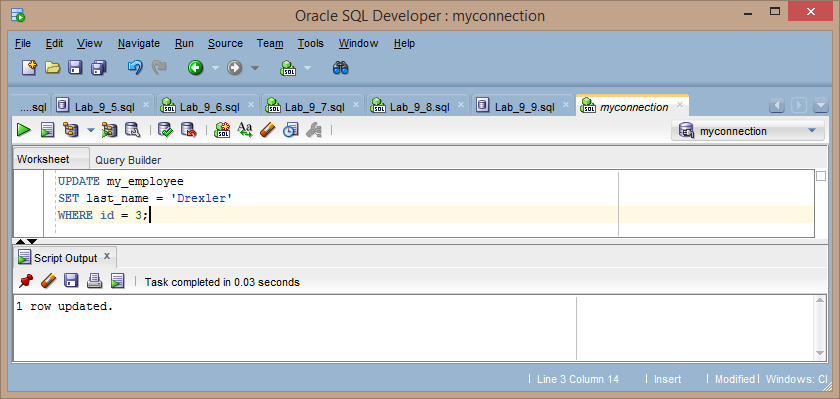 Oracle SQL Developer : myconnection
File Edit View Navigate Run Source Team Tools Window Help
SQL
....sql Lab_9_5.sql Lab_9_6.sql Lab_9_7.sql Lab_9_8.sql Lab_9_9.sql myconnection
myconnection
Worksheet Query Builder
UPDATE my_employee
SET last_name = 'Drexler'
WHERE id = 3;
Script Output x
Task completed in 0.03 seconds
1 row updated.
Line 3 Column 14 Insert Modified Windows: Cl